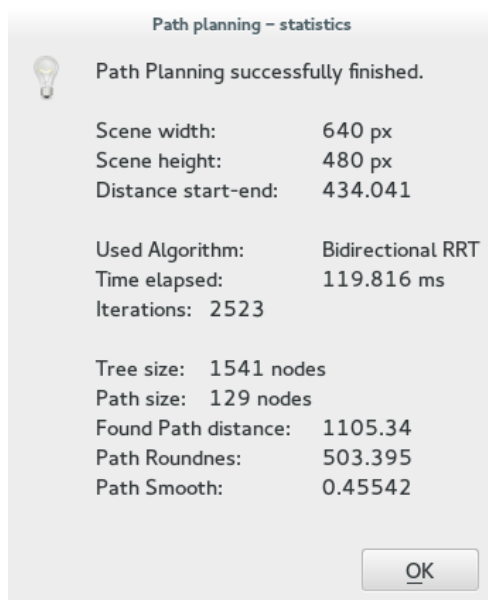 Path planning – statistics
Path Planning successfully finished.
Scene width: 640 px
Scene height: 480 px
Distance start-end: 434.041
Used Algorithm: Bidirectional RRT
Time elapsed: 119.816 ms
Iterations: 2523
Tree size: 1541 nodes
Path size: 129 nodes
Found Path distance: 1105.34
Path Roundnes: 503.395
Path Smooth: 0.45542
OK